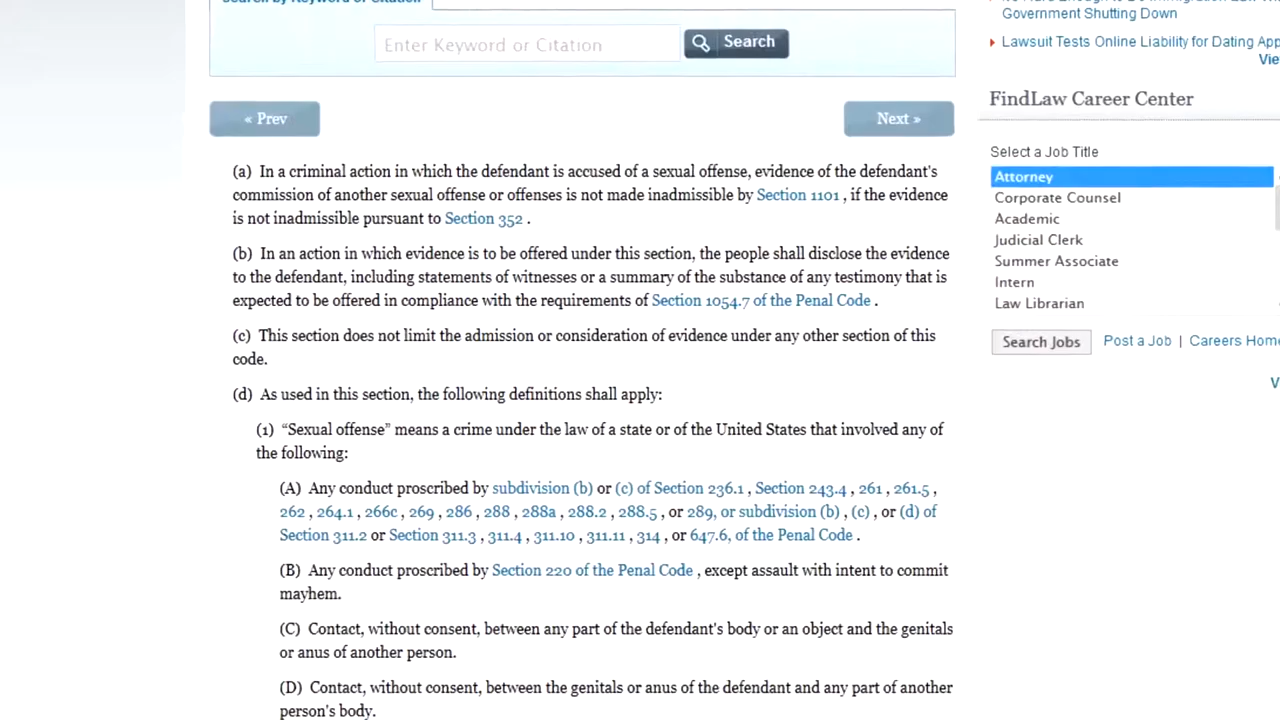 Search by Keyword or Citation
Enter Keyword or Citation
Search
« Prev
Next »
(a) In a criminal action in which the defendant is accused of a sexual offense, evidence of the defendant's
commission of another sexual offense or offenses is not made inadmissible by Section 1101 , if the evidence
is not inadmissible pursuant to Section 352 .
(b) In an action in which evidence is to be offered under this section, the people shall disclose the evidence
to the defendant, including statements of witnesses or a summary of the substance of any testimony that is
expected to be offered in compliance with the requirements of Section 1054.7 of the Penal Code .
(c) This section does not limit the admission or consideration of evidence under any other section of this
code.
(d) As used in this section, the following definitions shall apply:
(1) “Sexual offense” means a crime under the law of a state or of the United States that involved any of
the following:
(A) Any conduct proscribed by subdivision (b) or (c) of Section 236.1 , Section 243.4 , 261 , 261.5 ,
262 , 264.1 , 266c , 269 , 286 , 288 , 288a , 288.2 , 288.5 , or 289, or subdivision (b) , (c) , or (d) of
Section 311.2 or Section 311.3 , 311.4 , 311.10 , 311.11 , 314 , or 647.6, of the Penal Code .
(B) Any conduct proscribed by Section 220 of the Penal Code , except assault with intent to commit
mayhem.
(C) Contact, without consent, between any part of the defendant's body or an object and the genitals
or anus of another person.
(D) Contact, without consent, between the genitals or anus of the defendant and any part of another
person's body.
Government Shutting Down
Lawsuit Tests Online Liability for Dating App
Vie
FindLaw Career Center
Select a Job Title
Attorney
Corporate Counsel
Academic
Judicial Clerk
Summer Associate
Intern
Law Librarian
Search Jobs
Post a Job | Careers Home
V